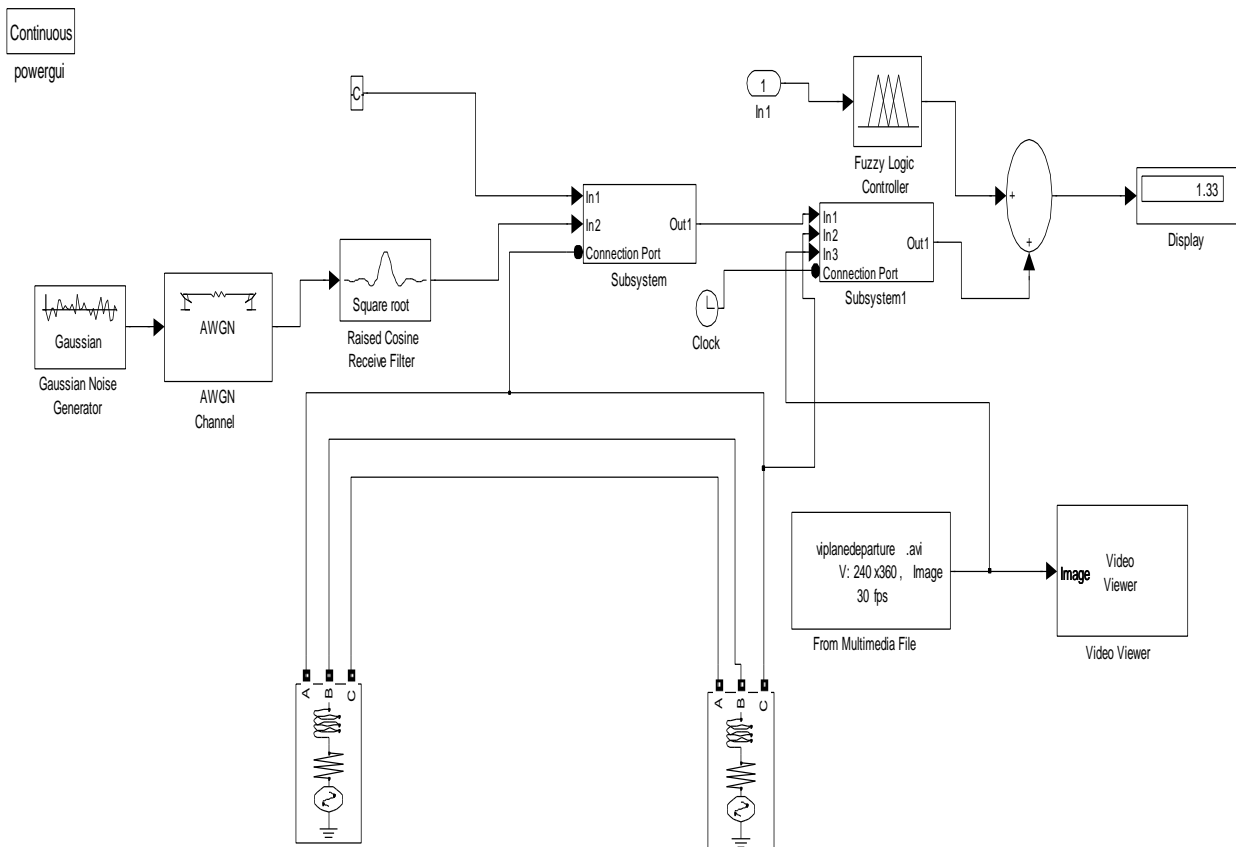 Continuous
powergui
C
1
In1
Fuzzy Logic
Controller
+
+
1.33
Display
In1
In2
Connection Port
Out1
Subsystem
In1
In2
In3
Connection Port
Out1
Subsystem1
Clock
Square root
Raised Cosine
Receive Filter
Gaussian
Gaussian Noise
Generator
AWGN
AWGN
Channel
viplanedeparture .avi
V: 240x360, Image
30 fps
From Multimedia File
Image
Video
Viewer
Video Viewer
A
B
C
A
B
C